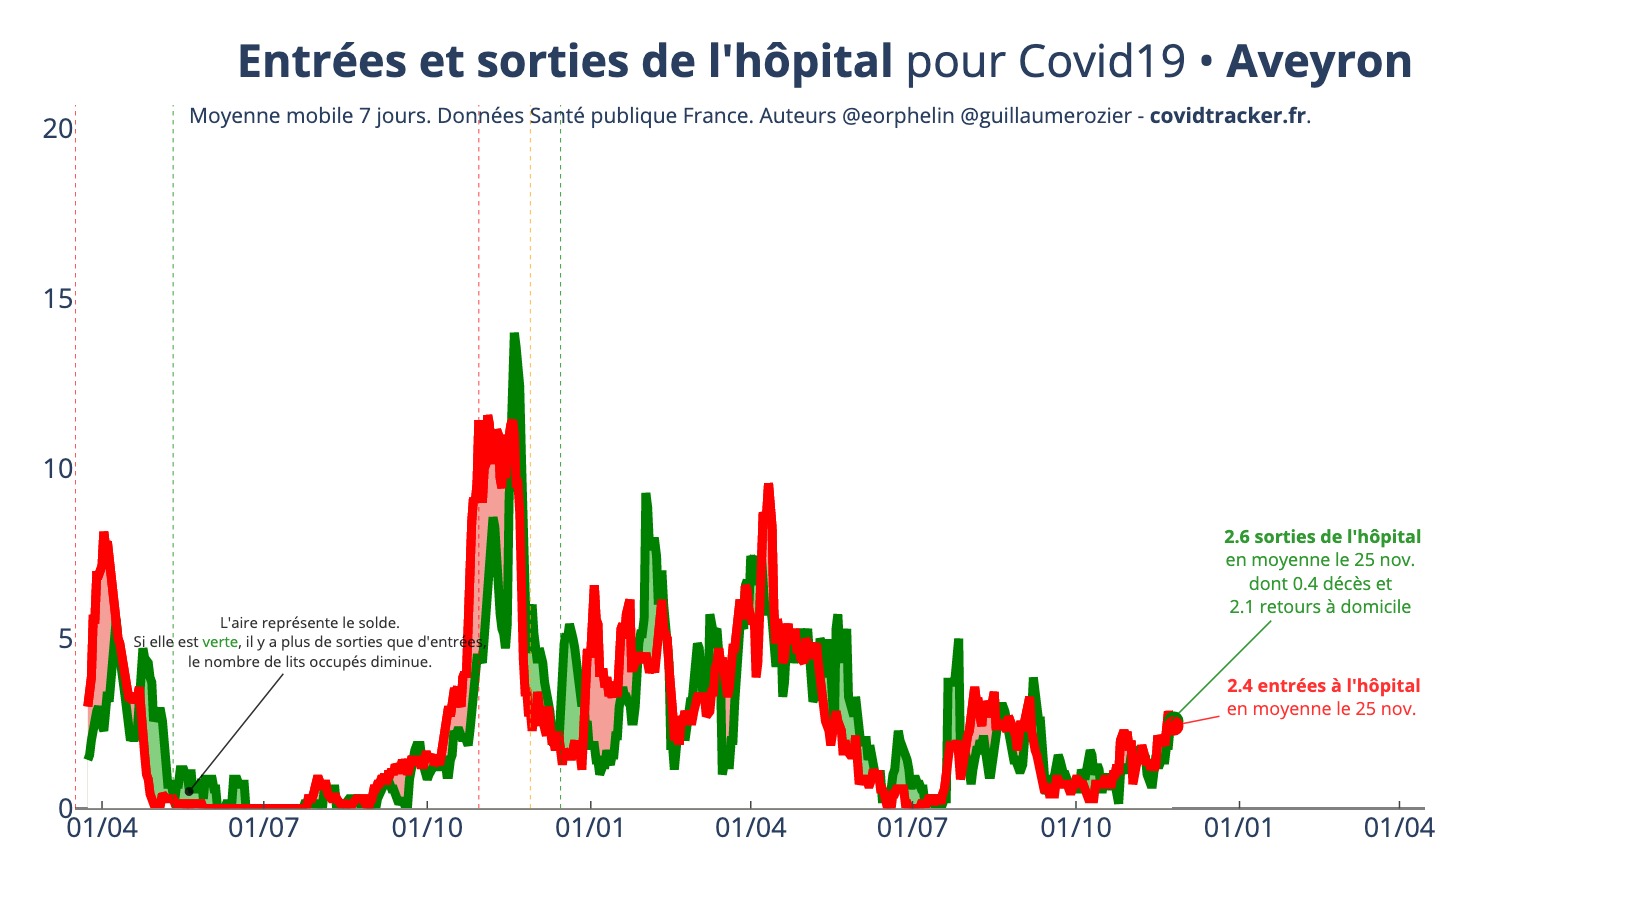 Entrées et sorties de l'hôpital pour Covid19 • Aveyron
Moyenne mobile 7 jours. Données Santé publique France. Auteurs @eorphelin @guillaumerozier - covidtracker.fr.
20
15
10
5
0
L'aire représente le solde.
Si elle est verte, il y a plus de sorties que d'entrées,
le nombre de lits occupés diminue.
2.6 sorties de l'hôpital
en moyenne le 25 nov.
dont 0.4 décès et
2.1 retours à domicile
2.4 entrées à l'hôpital
en moyenne le 25 nov.
01/04 01/07 01/10 01/01 01/04 01/07 01/10 01/01 01/04